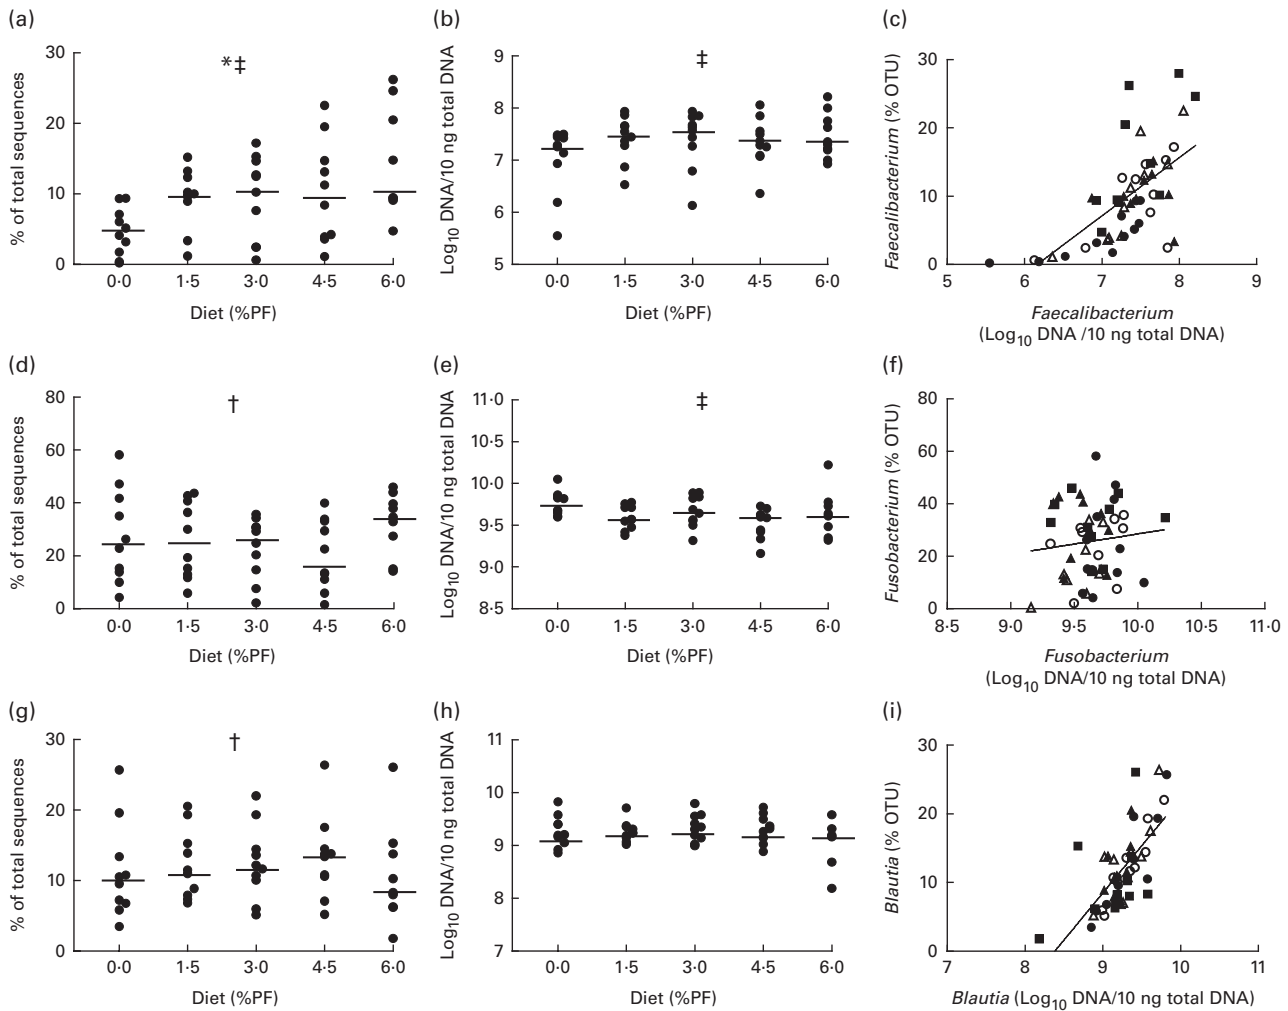 (a)
% of total sequences
30
20
10
0
*‡
0·0 1·5 3·0 4·5 6·0
Diet (%PF)
(b)
Log10 DNA/10 ng total DNA
9
8
7
6
5
‡
0·0 1·5 3·0 4·5 6·0
Diet (%PF)
(c)
Faecalibacterium (% OTU)
30
20
10
0
5 6 7 8 9
Faecalibacterium
(Log10 DNA /10 ng total DNA)
(d)
% of total sequences
80
60
40
20
0
†
0·0 1·5 3·0 4·5 6·0
Diet (%PF)
(e)
Log10 DNA/10 ng total DNA
11·0
10·5
10·0
9·5
9·0
8·5
‡
0·0 1·5 3·0 4·5 6·0
Diet (%PF)
(f)
Fusobacterium (% OTU)
80
60
40
20
0
8·5 9·0 9·5 10·0 10·5 11·0
Fusobacterium
(Log10 DNA/10 ng total DNA)
(g)
% of total sequences
30
20
10
0
†
0·0 1·5 3·0 4·5 6·0
Diet (%PF)
(h)
Log10 DNA/10 ng total DNA
11
10
9
8
7
0·0 1·5 3·0 4·5 6·0
Diet (%PF)
(i)
Blautia (% OTU)
30
20
10
0
7 8 9 10 11
Blautia (Log10 DNA/10 ng total DNA)